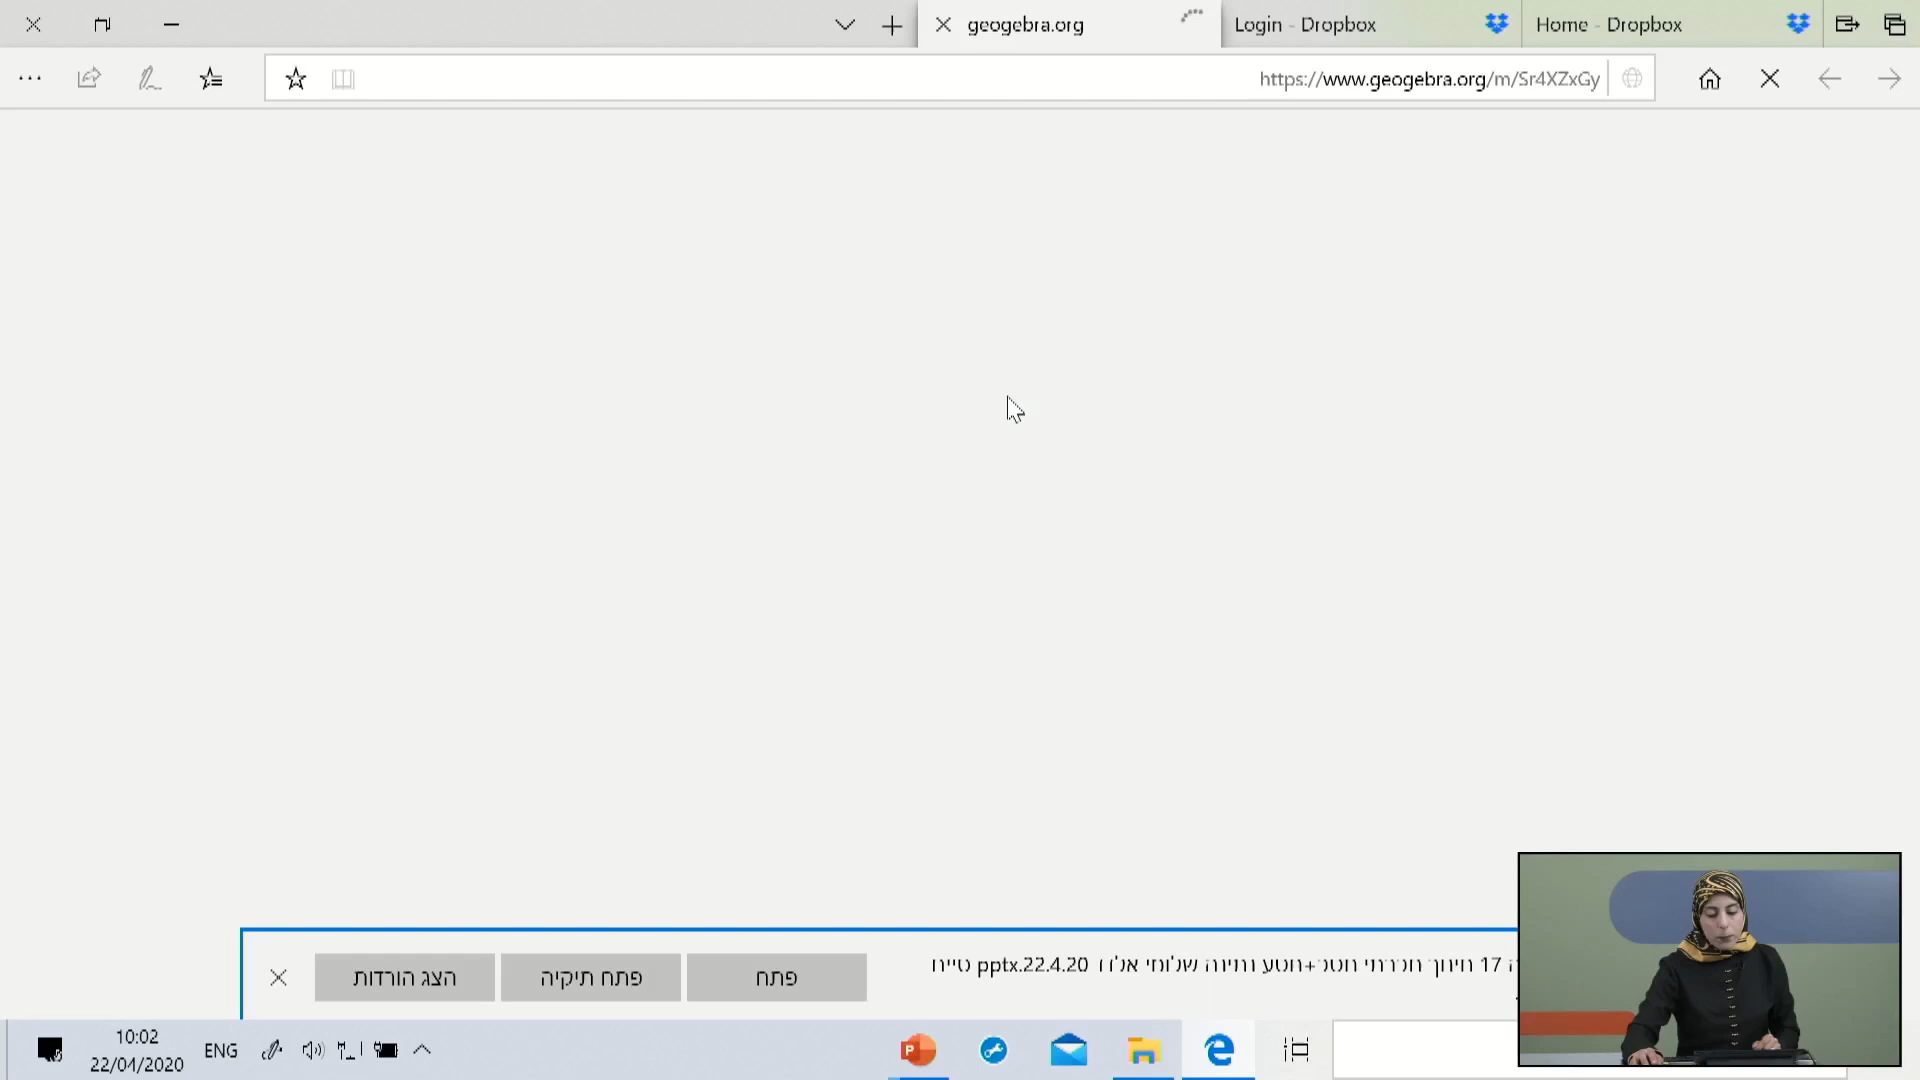 geogebra.org
Login - Dropbox
Home - Dropbox
https://www.geogebra.org/m/Sr4XZxGy
הצג הורדות
פתח תיקיה
פתח
17 pptx.22.4.20
10:02
22/04/2020
ENG